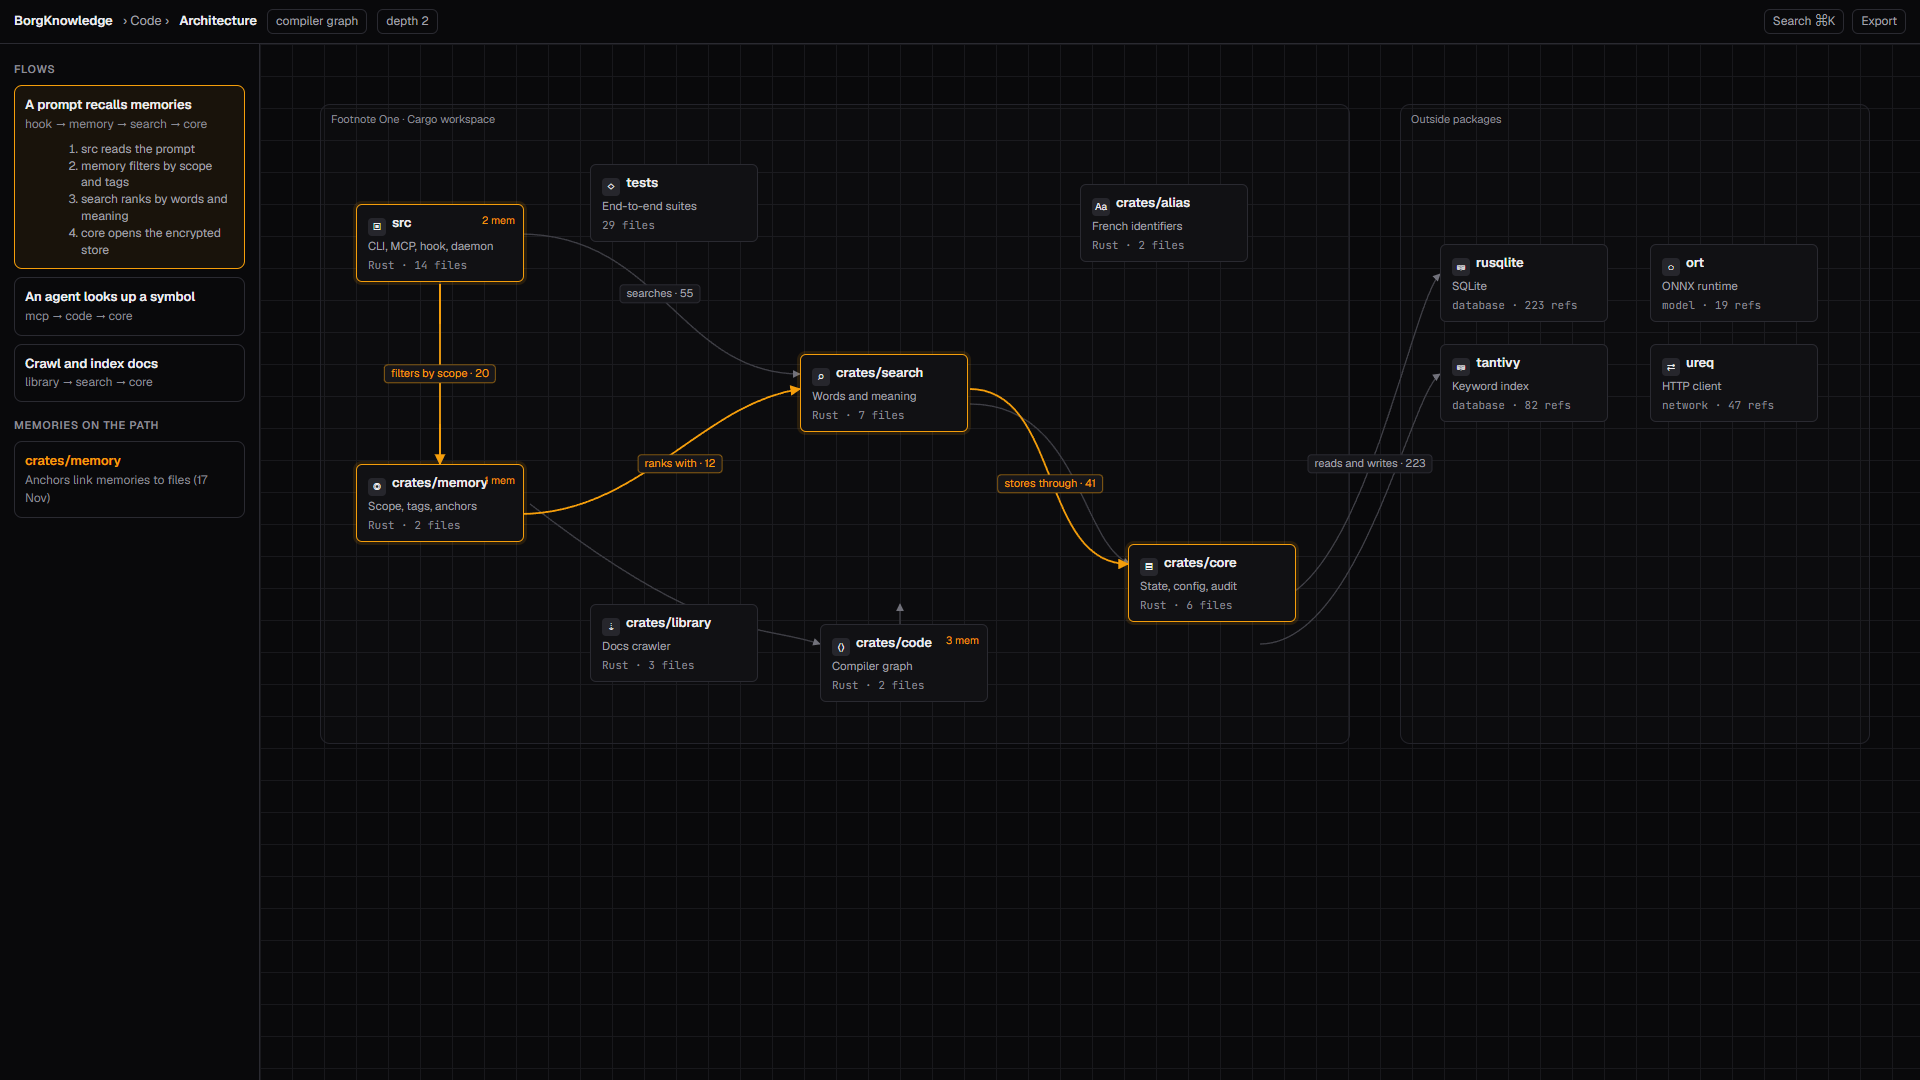 BorgKnowledge › Code › Architecture compiler graph depth 2 Search ⌘K Export
FLOWS
A prompt recalls memories
hook → memory → search → core
1. src reads the prompt
2. memory filters by scope
and tags
3. search ranks by words and
meaning
4. core opens the encrypted
store
An agent looks up a symbol
mcp → code → core
Crawl and index docs
library → search → core
MEMORIES ON THE PATH
crates/memory
Anchors link memories to files (17
Nov)
Footnote One · Cargo workspace
tests
End-to-end suites
29 files
src 2 mem
CLI, MCP, hook, daemon
Rust · 14 files
Aa crates/alias
French identifiers
Rust · 2 files
searches · 55
filters by scope · 20
crates/search
Words and meaning
Rust · 7 files
ranks with · 12
crates/memory mem
Scope, tags, anchors
Rust · 2 files
stores through · 41
reads and writes · 223
crates/core
State, config, audit
Rust · 6 files
crates/library
Docs crawler
Rust · 3 files
() crates/code 3 mem
Compiler graph
Rust · 2 files
Outside packages
rusqlite
SQLite
database · 223 refs
ort
ONNX runtime
model · 19 refs
tantivy
Keyword index
database · 82 refs
ureq
HTTP client
network · 47 refs